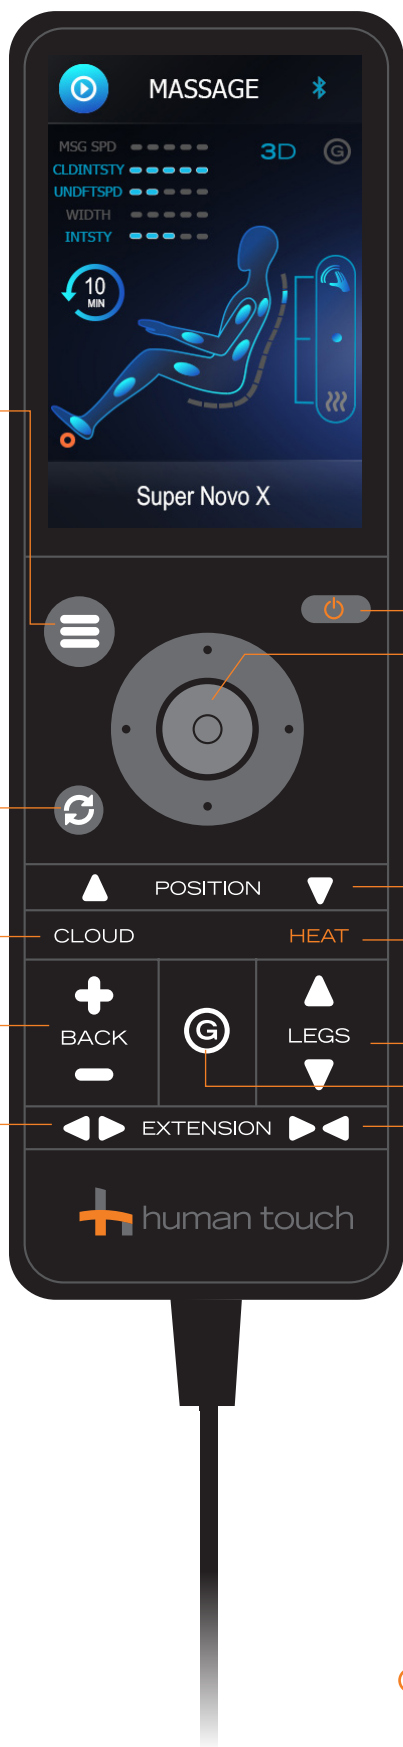 MASSAGE
MSG SPD
3D
G
CLDINTSTY
UNDFTSPD
WIDTH
INTSTY
10
MIN
Super Novo X
POSITION
CLOUD
HEAT
BACK
G
LEGS
EXTENSION
human touch